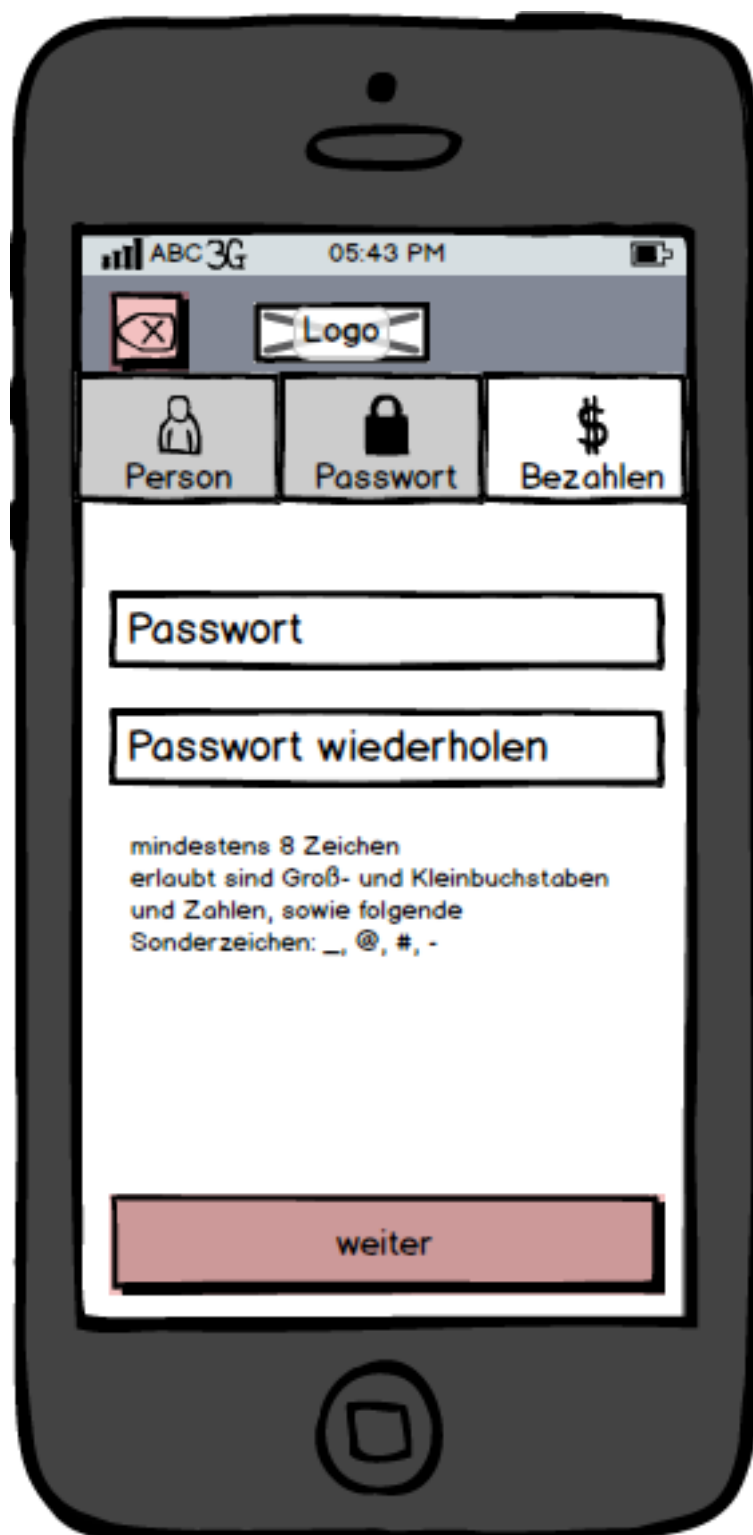 ABC 3G 05:43 PM
Logo
Person Passwort Bezahlen
Passwort
Passwort wiederholen
mindestens 8 Zeichen
erlaubt sind Groß- und Kleinbuchstaben
und Zahlen, sowie folgende
Sonderzeichen: _, @, #, -
weiter